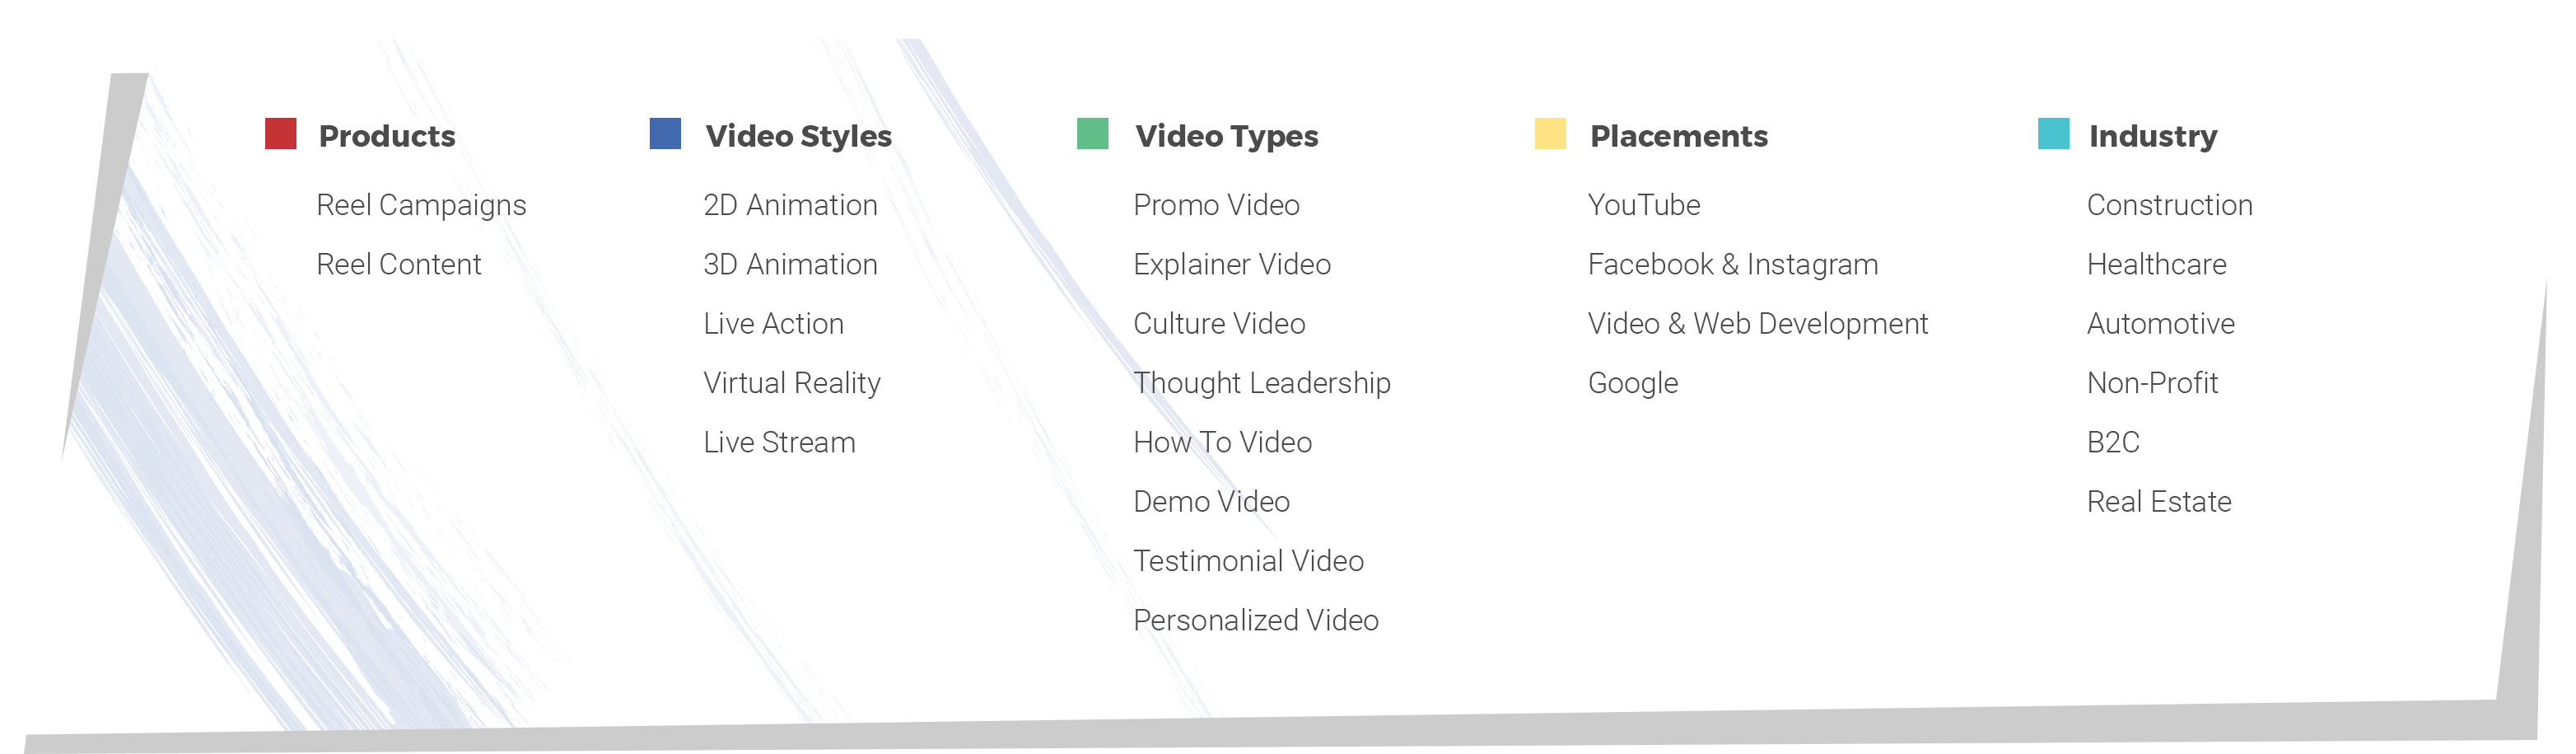 Products
Reel Campaigns
Reel Content
Video Styles
2D Animation
3D Animation
Live Action
Virtual Reality
Live Stream
Video Types
Promo Video
Explainer Video
Culture Video
Thought Leadership
How To Video
Demo Video
Testimonial Video
Personalized Video
Placements
YouTube
Facebook & Instagram
Video & Web Development
Google
Industry
Construction
Healthcare
Automotive
Non-Profit
B2C
Real Estate